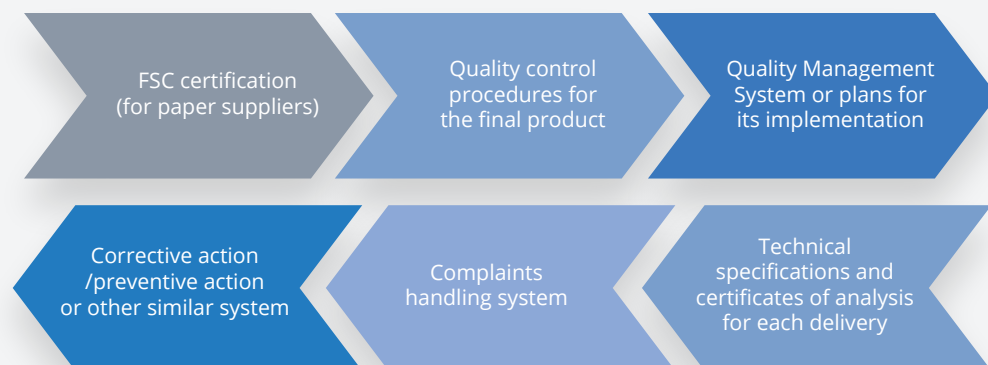 FSC certification
(for paper suppliers)
Quality control
procedures for
the final product
Quality Management
System or plans for
its implementation
Corrective action
/preventive action
or other similar system
Complaints
handling system
Technical
specifications and
certificates of analysis
for each delivery